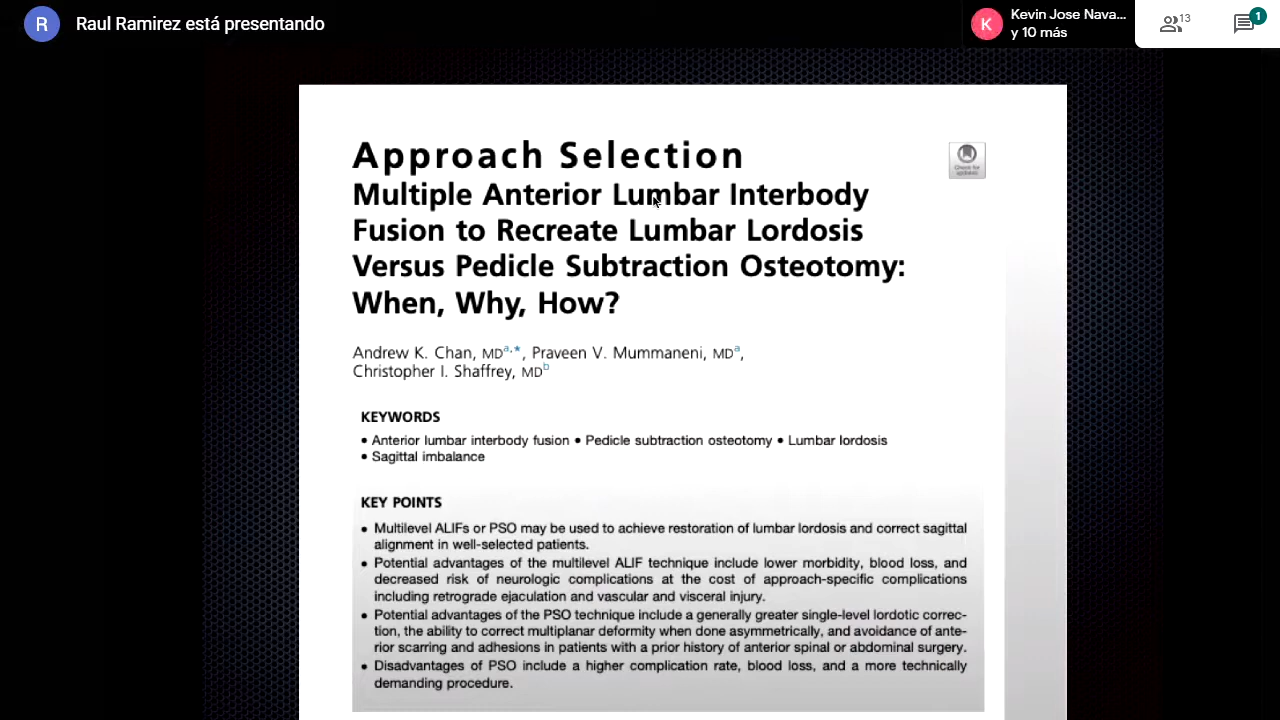 R Raul Ramirez está presentando
K Kevin Jose Nava...
y 10 más
13
1
Approach Selection
Check for
updates
Multiple Anterior Lumbar Interbody
Fusion to Recreate Lumbar Lordosis
Versus Pedicle Subtraction Osteotomy:
When, Why, How?
Andrew K. Chan, MDa,*, Praveen V. Mummaneni, MDa,
Christopher I. Shaffrey, MDb
KEYWORDS
• Anterior lumbar interbody fusion • Pedicle subtraction osteotomy • Lumbar lordosis
• Sagittal imbalance
KEY POINTS
• Multilevel ALIFs or PSO may be used to achieve restoration of lumbar lordosis and correct sagittal
alignment in well-selected patients.
• Potential advantages of the multilevel ALIF technique include lower morbidity, blood loss, and
decreased risk of neurologic complications at the cost of approach-specific complications
including retrograde ejaculation and vascular and visceral injury.
• Potential advantages of the PSO technique include a generally greater single-level lordotic correc-
tion, the ability to correct multiplanar deformity when done asymmetrically, and avoidance of ante-
rior scarring and adhesions in patients with a prior history of anterior spinal or abdominal surgery.
• Disadvantages of PSO include a higher complication rate, blood loss, and a more technically
demanding procedure.